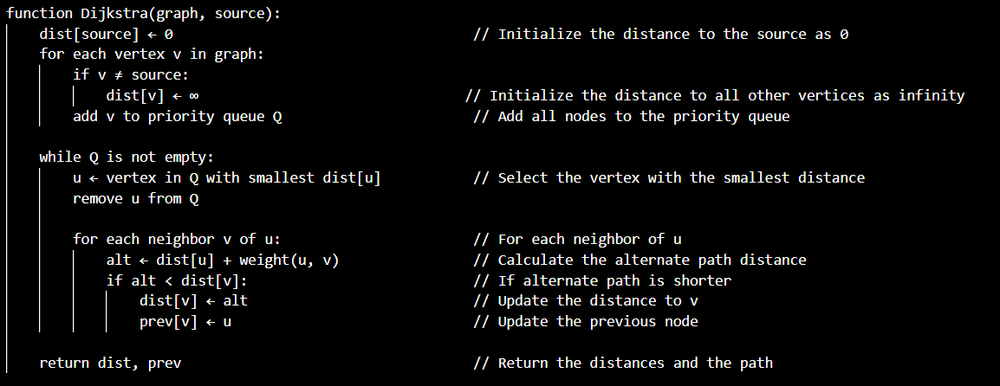 function Dijkstra(graph, source):
dist[source] ← 0 // Initialize the distance to the source as 0
for each vertex v in graph:
if v ≠ source:
dist[v] ← ∞ // Initialize the distance to all other vertices as infinity
add v to priority queue Q // Add all nodes to the priority queue
while Q is not empty:
u ← vertex in Q with smallest dist[u] // Select the vertex with the smallest distance
remove u from Q
for each neighbor v of u: // For each neighbor of u
alt ← dist[u] + weight(u, v) // Calculate the alternate path distance
if alt < dist[v]: // If alternate path is shorter
dist[v] ← alt // Update the distance to v
prev[v] ← u // Update the previous node
return dist, prev // Return the distances and the path